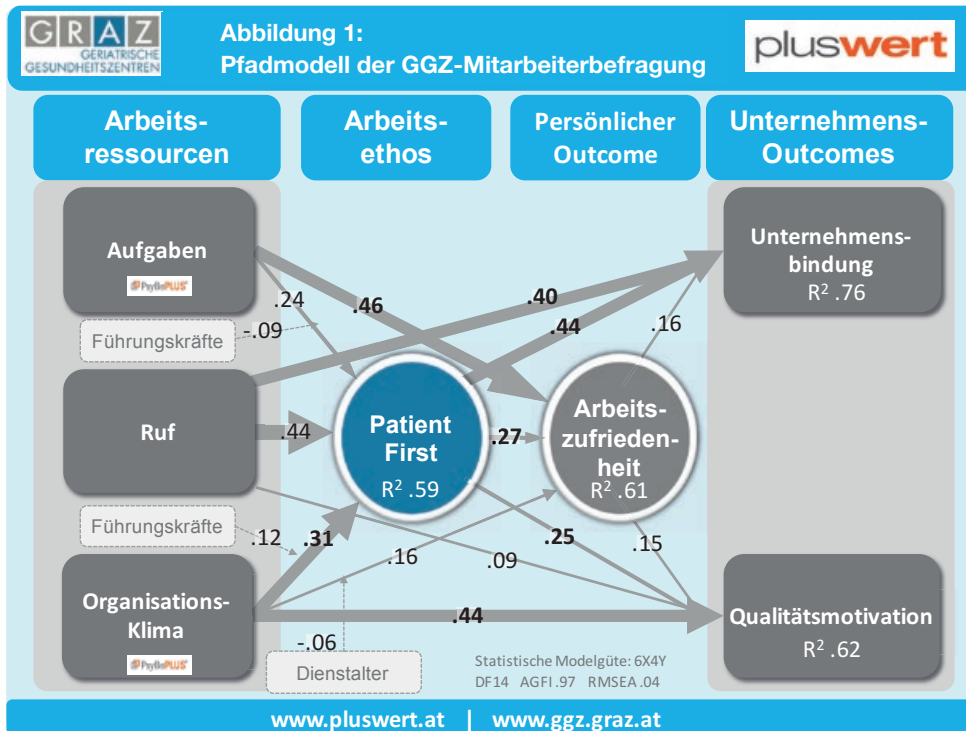 GRAZ
GERIATRISCHE
GESUNDHEITSZENTREN
Abbildung 1:
Pfadmodell der GGZ-Mitarbeiterbefragung
pluswert
Arbeits-
ressourcen
Arbeits-
ethos
Persönlicher
Outcome
Unternehmens-
Outcomes
Aufgaben
PsyBePLUS
Unternehmens-
bindung
R² .76
.24
.46
.40
.44
.16
Führungskräfte
-.09
Ruf
.44
Patient
First
R² .59
.27
Arbeits-
zufrieden-
heit
R² .61
Führungskräfte
.12
.31
.16
.09
.25
.15
Organisations-
Klima
PsyBePLUS
.44
Qualitätsmotivation
R² .62
-.06
Dienstalter
Statistische Modelgüte: 6X4Y
DF14 AGFI .97 RMSEA .04
www.pluswert.at | www.ggz.graz.at